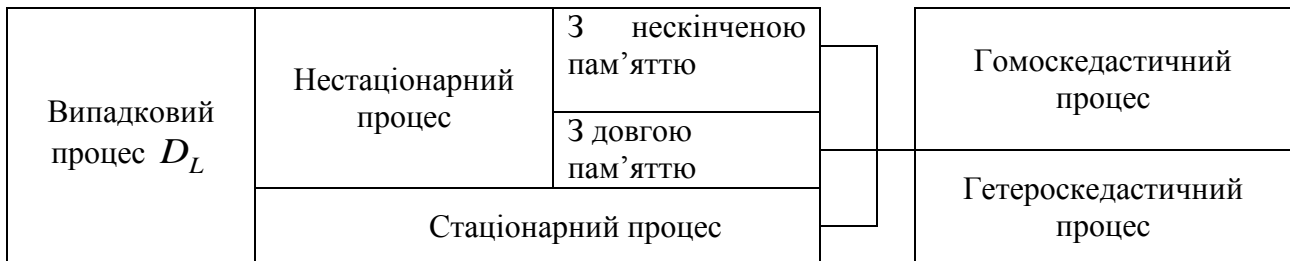 Випадковий
процес D_L
Нестаціонарний
процес
З нескінченою
пам’яттю
З довгою
пам’яттю
Стаціонарний процес
Гомоскедастичний
процес
Гетероскедастичний
процес